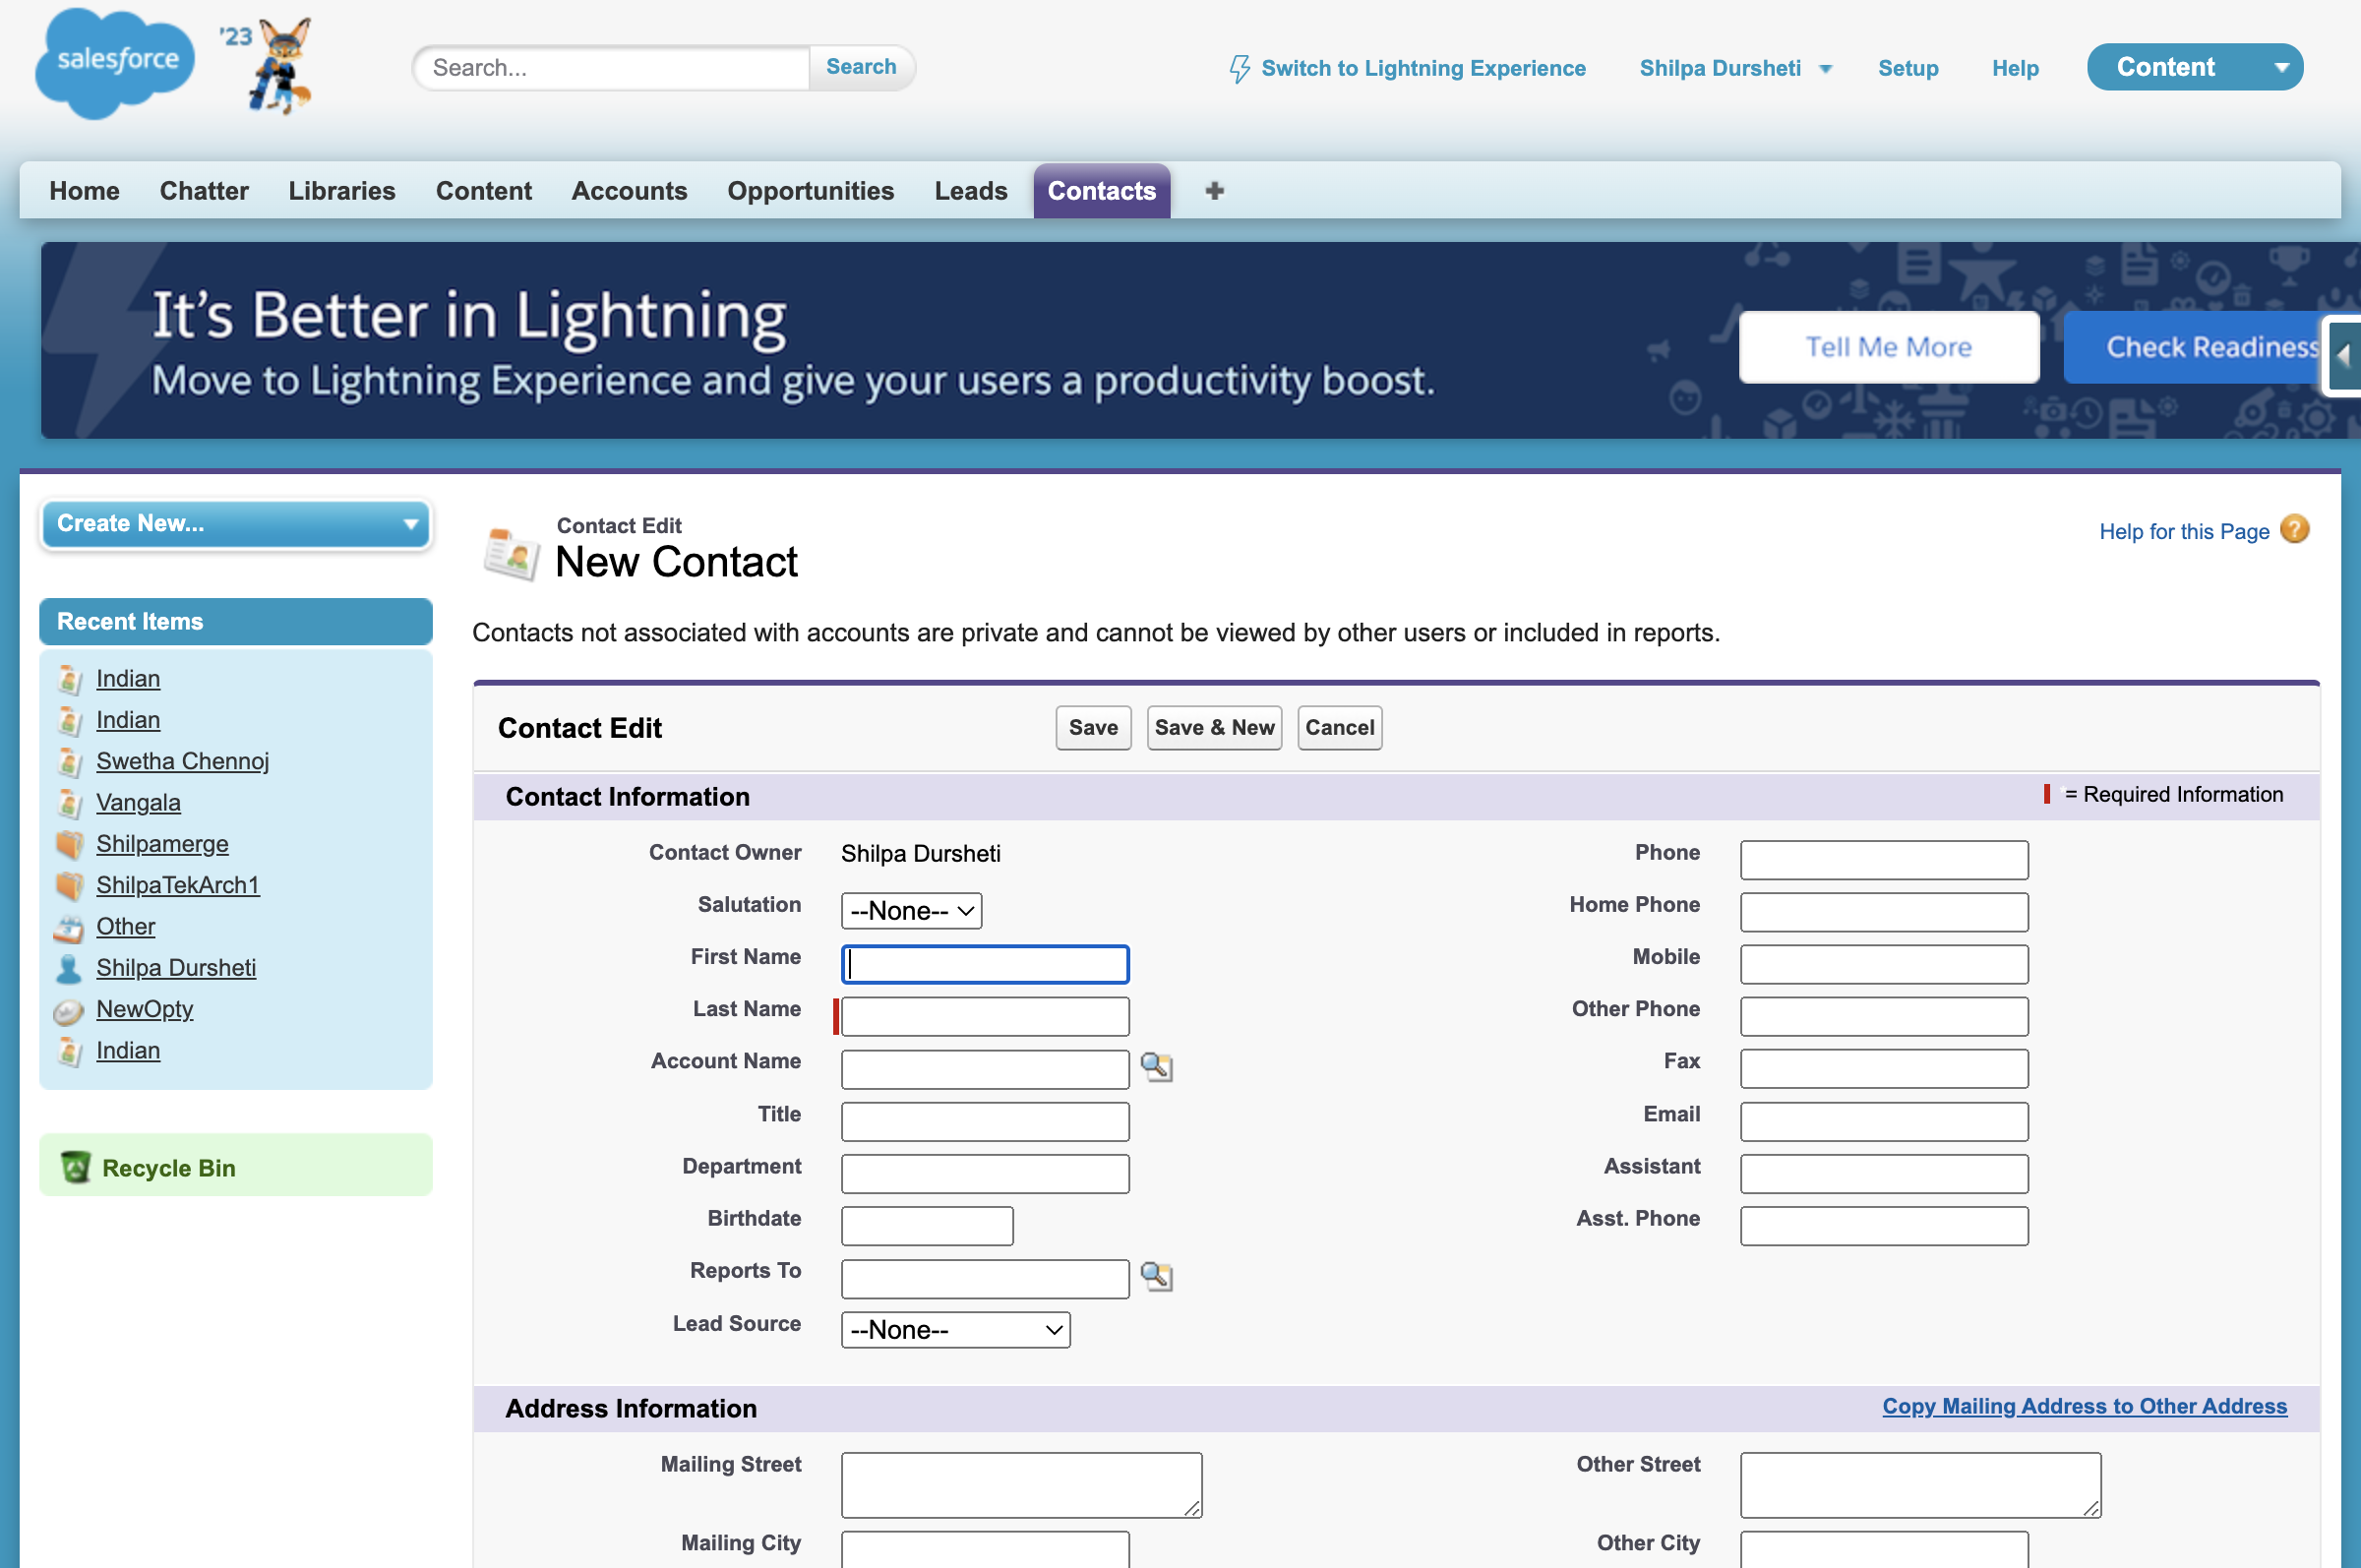 salesforce
'23
Search...
Search
Switch to Lightning Experience
Shilpa Dursheti
Setup
Help
Content
Home
Chatter
Libraries
Content
Accounts
Opportunities
Leads
Contacts
It's Better in Lightning
Move to Lightning Experience and give your users a productivity boost.
Tell Me More
Check Readiness
Create New...
Recent Items
Indian
Indian
Swetha Chennoj
Vangala
Shilpamerge
ShilpaTekArch1
Other
Shilpa Dursheti
NewOpty
Indian
Recycle Bin
Contact Edit
New Contact
Help for this Page
Contacts not associated with accounts are private and cannot be viewed by other users or included in reports.
Contact Edit
Save
Save & New
Cancel
Contact Information
= Required Information
Contact Owner
Shilpa Dursheti
Phone
Salutation
--None--
Home Phone
First Name
Mobile
Last Name
Other Phone
Account Name
Fax
Title
Email
Department
Assistant
Birthdate
Asst. Phone
Reports To
Lead Source
--None--
Address Information
Copy Mailing Address to Other Address
Mailing Street
Other Street
Mailing City
Other City